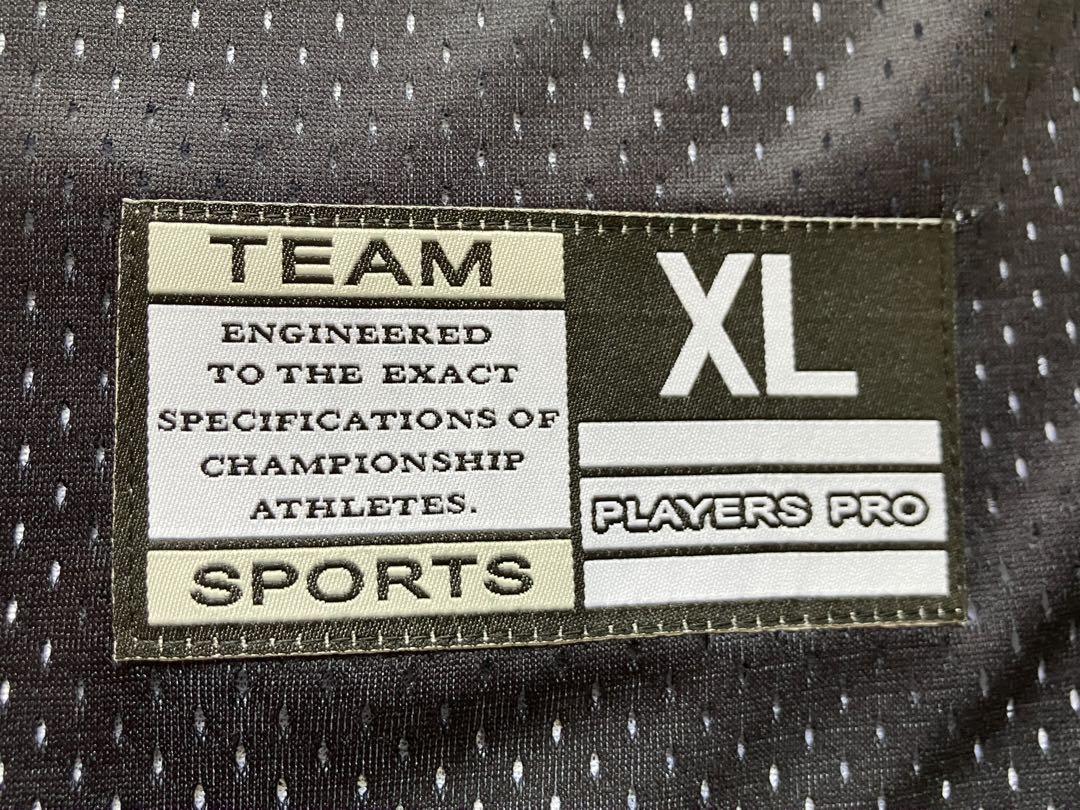 TEAM
ENGINEERED
TO THE EXACT
SPECIFICATIONS OF
CHAMPIONSHIP
ATHLETES.
SPORTS
XL
PLAYERS PRO